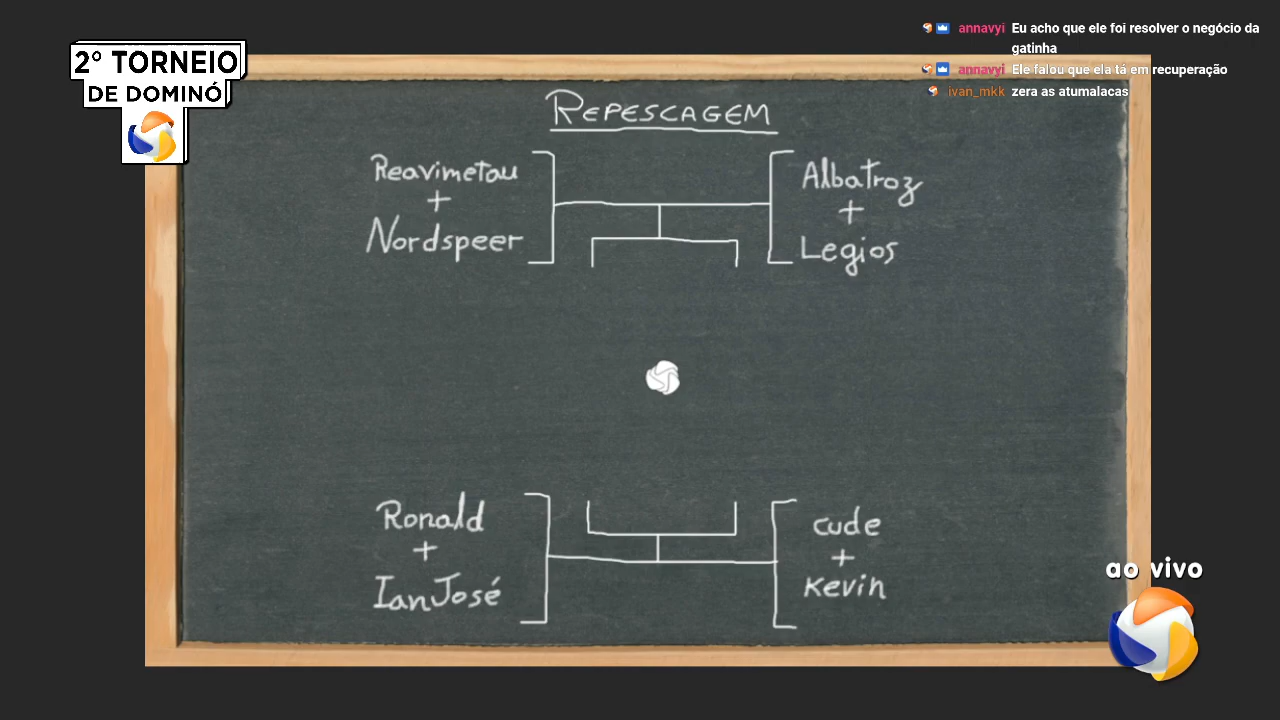 2º TORNEIO
DE DOMINÓ
annavyi Eu acho que ele foi resolver o negócio da
gatinha
annavyi Ele falou que ela tá em recuperação
ivan_mkk zera as atumalacas
REPESCAGEM
Reavimetau
+
Nordspeer
Albatroz
+
Legios
Ronald
+
IanJosé
cude
+
Kevin
ao vivo